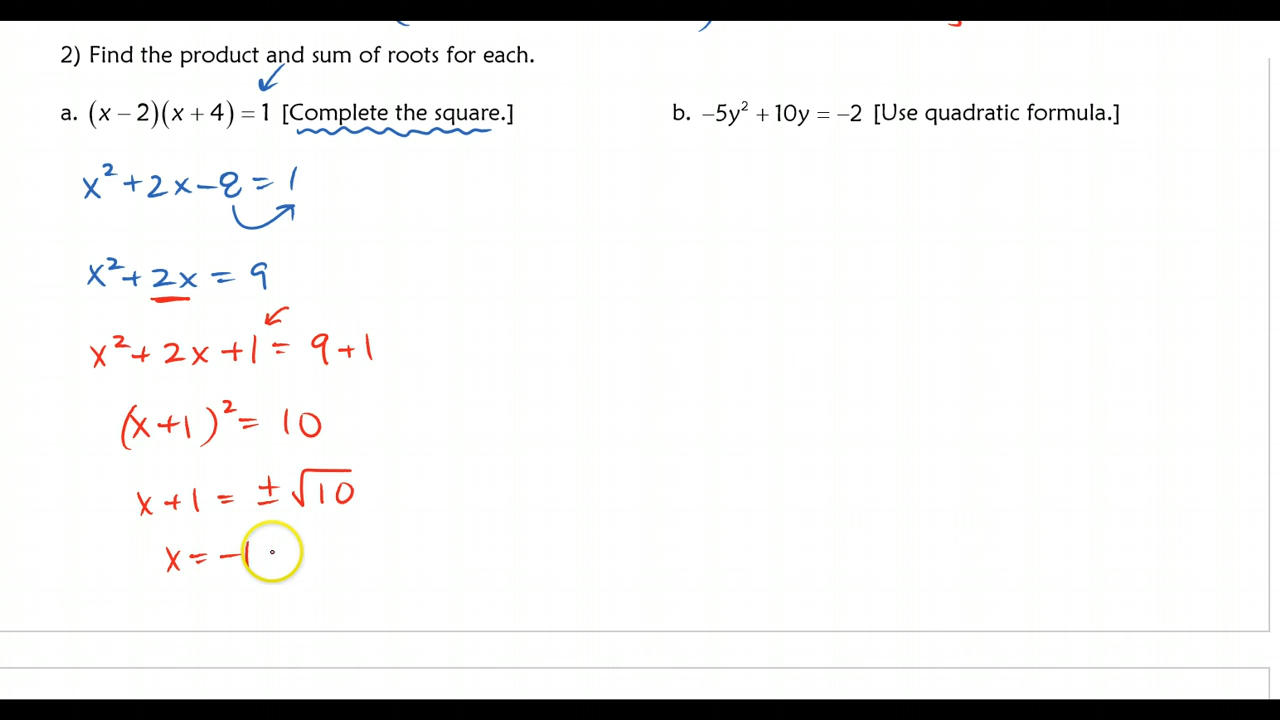 2) Find the product and sum of roots for each.
a. (x – 2)(x + 4) = 1 [Complete the square.]
b. –5y² + 10y = –2 [Use quadratic formula.]
x² + 2x – 8 = 1
x² + 2x = 9
x² + 2x + 1 = 9 + 1
(x + 1)² = 10
x + 1 = ± √10
x = –1